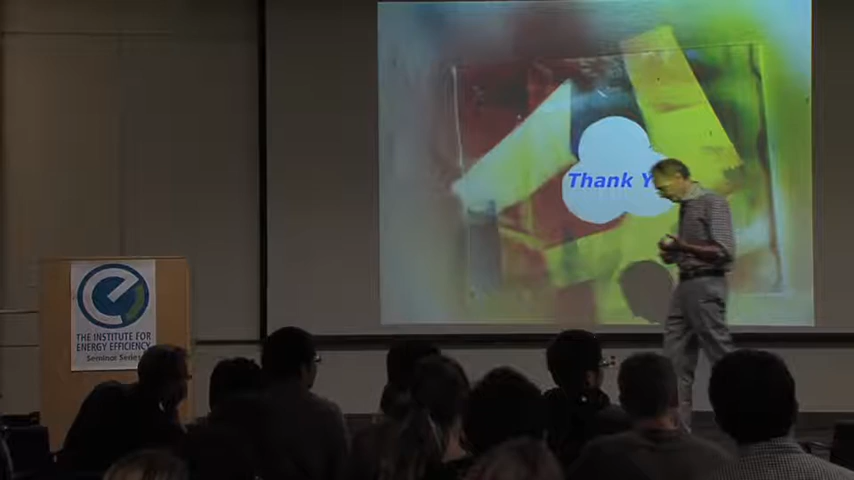 Thank Y
THE INSTITUTE FOR
ENERGY EFFICIENCY
Seminar Series